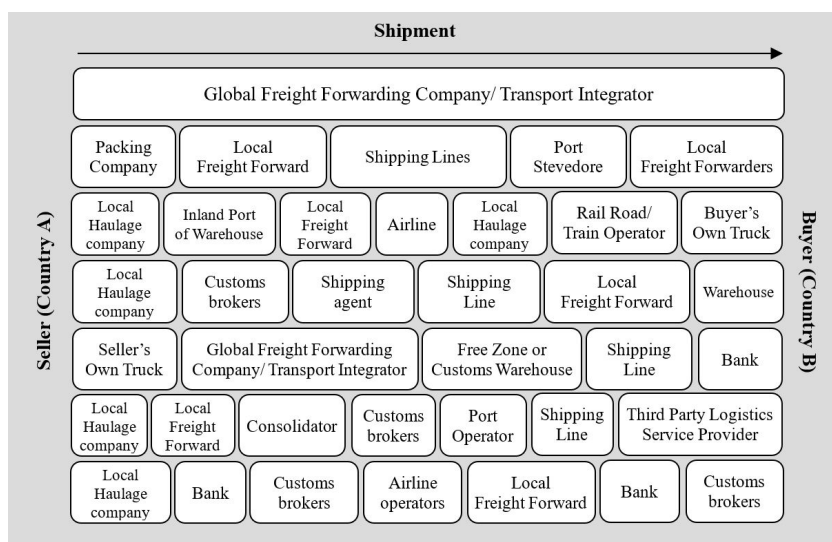 Shipment
Global Freight Forwarding Company/ Transport Integrator
Packing
Company
Local
Freight Forward
Shipping Lines
Port
Stevedore
Local
Freight Forwarders
Local
Haulage
company
Inland Port
of Warehouse
Local
Freight
Forward
Airline
Local
Haulage
company
Rail Road/
Train Operator
Buyer's
Own Truck
Local
Haulage
company
Customs
brokers
Shipping
agent
Shipping
Line
Local
Freight Forward
Warehouse
Seller's
Own Truck
Global Freight Forwarding
Company/ Transport Integrator
Free Zone or
Customs Warehouse
Shipping
Line
Bank
Local
Haulage
company
Local
Freight
Forward
Consolidator
Customs
brokers
Port
Operator
Shipping
Line
Third Party Logistics
Service Provider
Local
Haulage
company
Bank
Customs
brokers
Airline
operators
Local
Freight Forward
Bank
Customs
brokers
Seller (Country A)
Buyer (Country B)